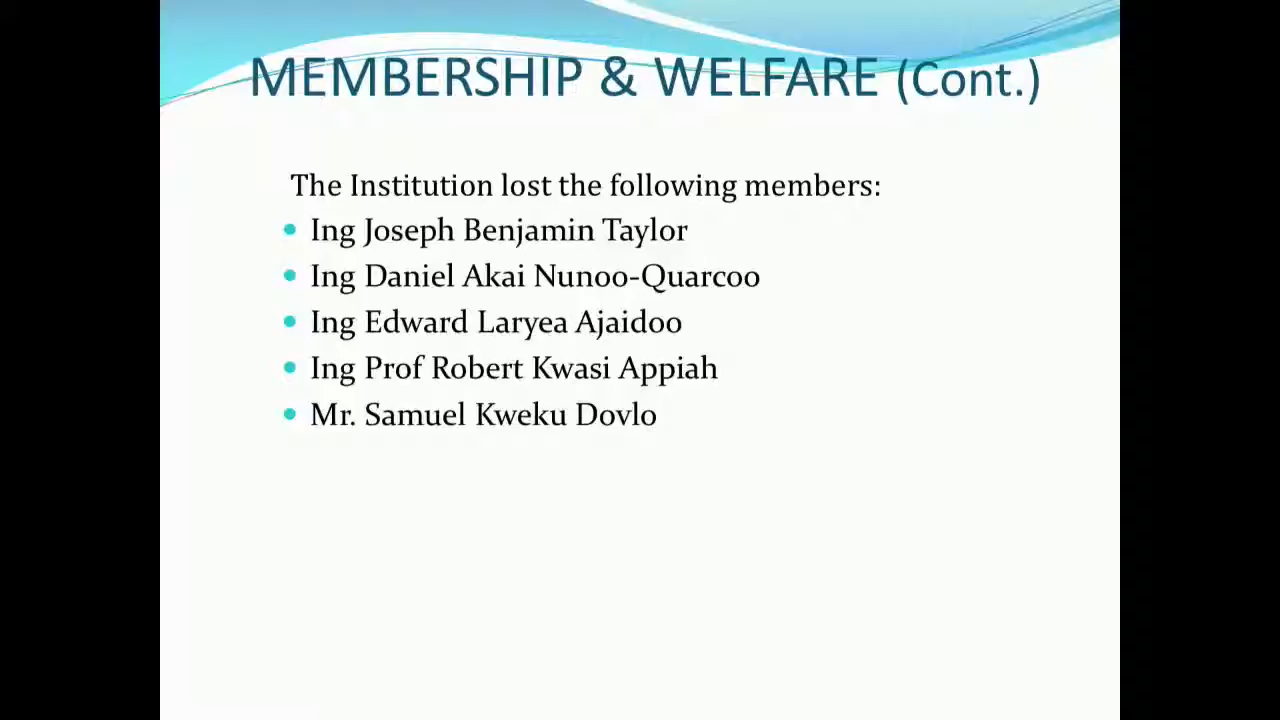 MEMBERSHIP & WELFARE (Cont.)
The Institution lost the following members:
• Ing Joseph Benjamin Taylor
• Ing Daniel Akai Nunoo-Quarcoo
• Ing Edward Laryea Ajaidoo
• Ing Prof Robert Kwasi Appiah
• Mr. Samuel Kweku Dovlo